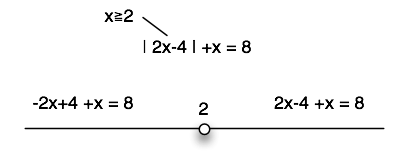 x≧2
| 2x-4 | +x = 8
-2x+4 +x = 8
2
2x-4 +x = 8